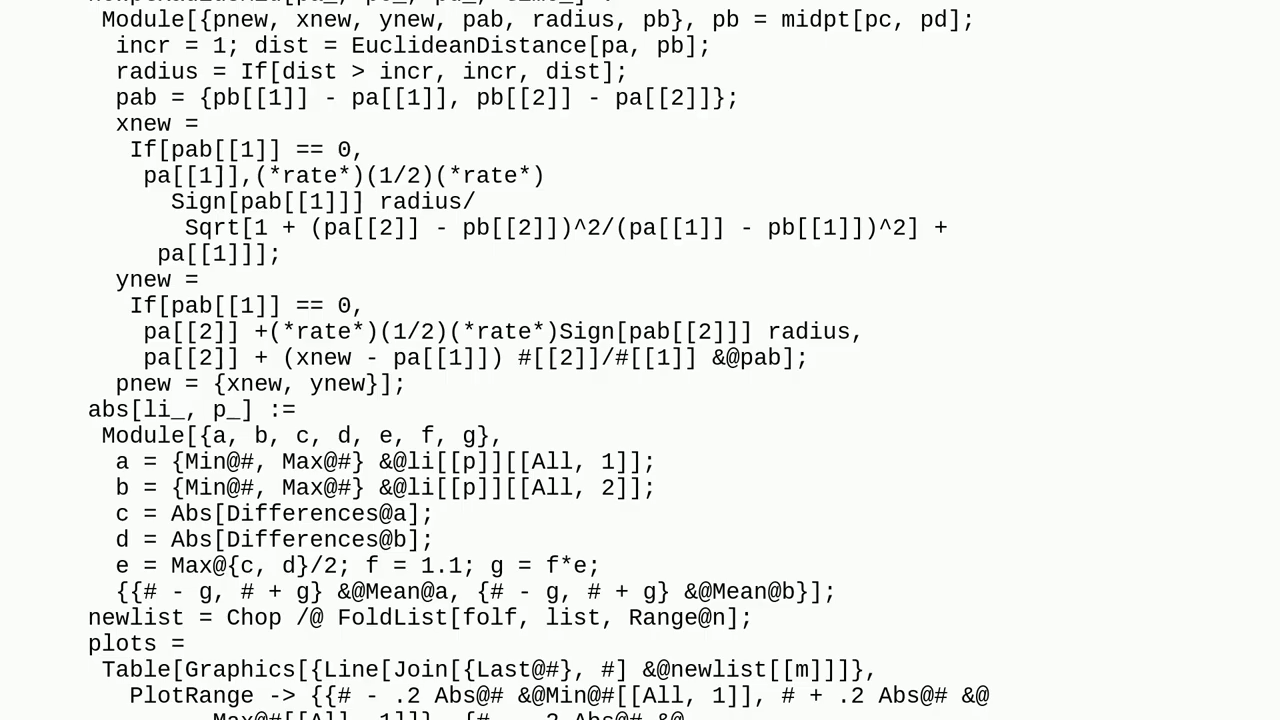 Module[{pnew, xnew, ynew, pab, radius, pb}, pb = midpt[pc, pd];
incr = 1; dist = EuclideanDistance[pa, pb];
radius = If[dist > incr, incr, dist];
pab = {pb[[1]] - pa[[1]], pb[[2]] - pa[[2]]};
xnew =
If[pab[[1]] == 0,
pa[[1]],(*rate*)(1/2)(*rate*)
Sign[pab[[1]]] radius/
Sqrt[1 + (pa[[2]] - pb[[2]])^2/(pa[[1]] - pb[[1]])^2] +
pa[[1]]];
ynew =
If[pab[[1]] == 0,
pa[[2]] +(*rate*)(1/2)(*rate*)Sign[pab[[2]]] radius,
pa[[2]] + (xnew - pa[[1]]) #[[2]]/#[[1]] &@pab];
pnew = {xnew, ynew}];
abs[li_, p_] :=
Module[{a, b, c, d, e, f, g},
a = {Min@#, Max@#} &@li[[p]][[All, 1]];
b = {Min@#, Max@#} &@li[[p]][[All, 2]];
c = Abs[Differences@a];
d = Abs[Differences@b];
e = Max@{c, d}/2; f = 1.1; g = f*e;
{{# - g, # + g} &@Mean@a, {# - g, # + g} &@Mean@b}];
newlist = Chop /@ FoldList[folf, list, Range@n];
plots =
Table[Graphics[{Line[Join[{Last@#}, #] &@newlist[[m]]]},
PlotRange -> {{# - .2 Abs@# &@Min@#[[All, 1]], # + .2 Abs@# &@
Max@#[[All, 1]]}, {# - .2 Abs@# &@